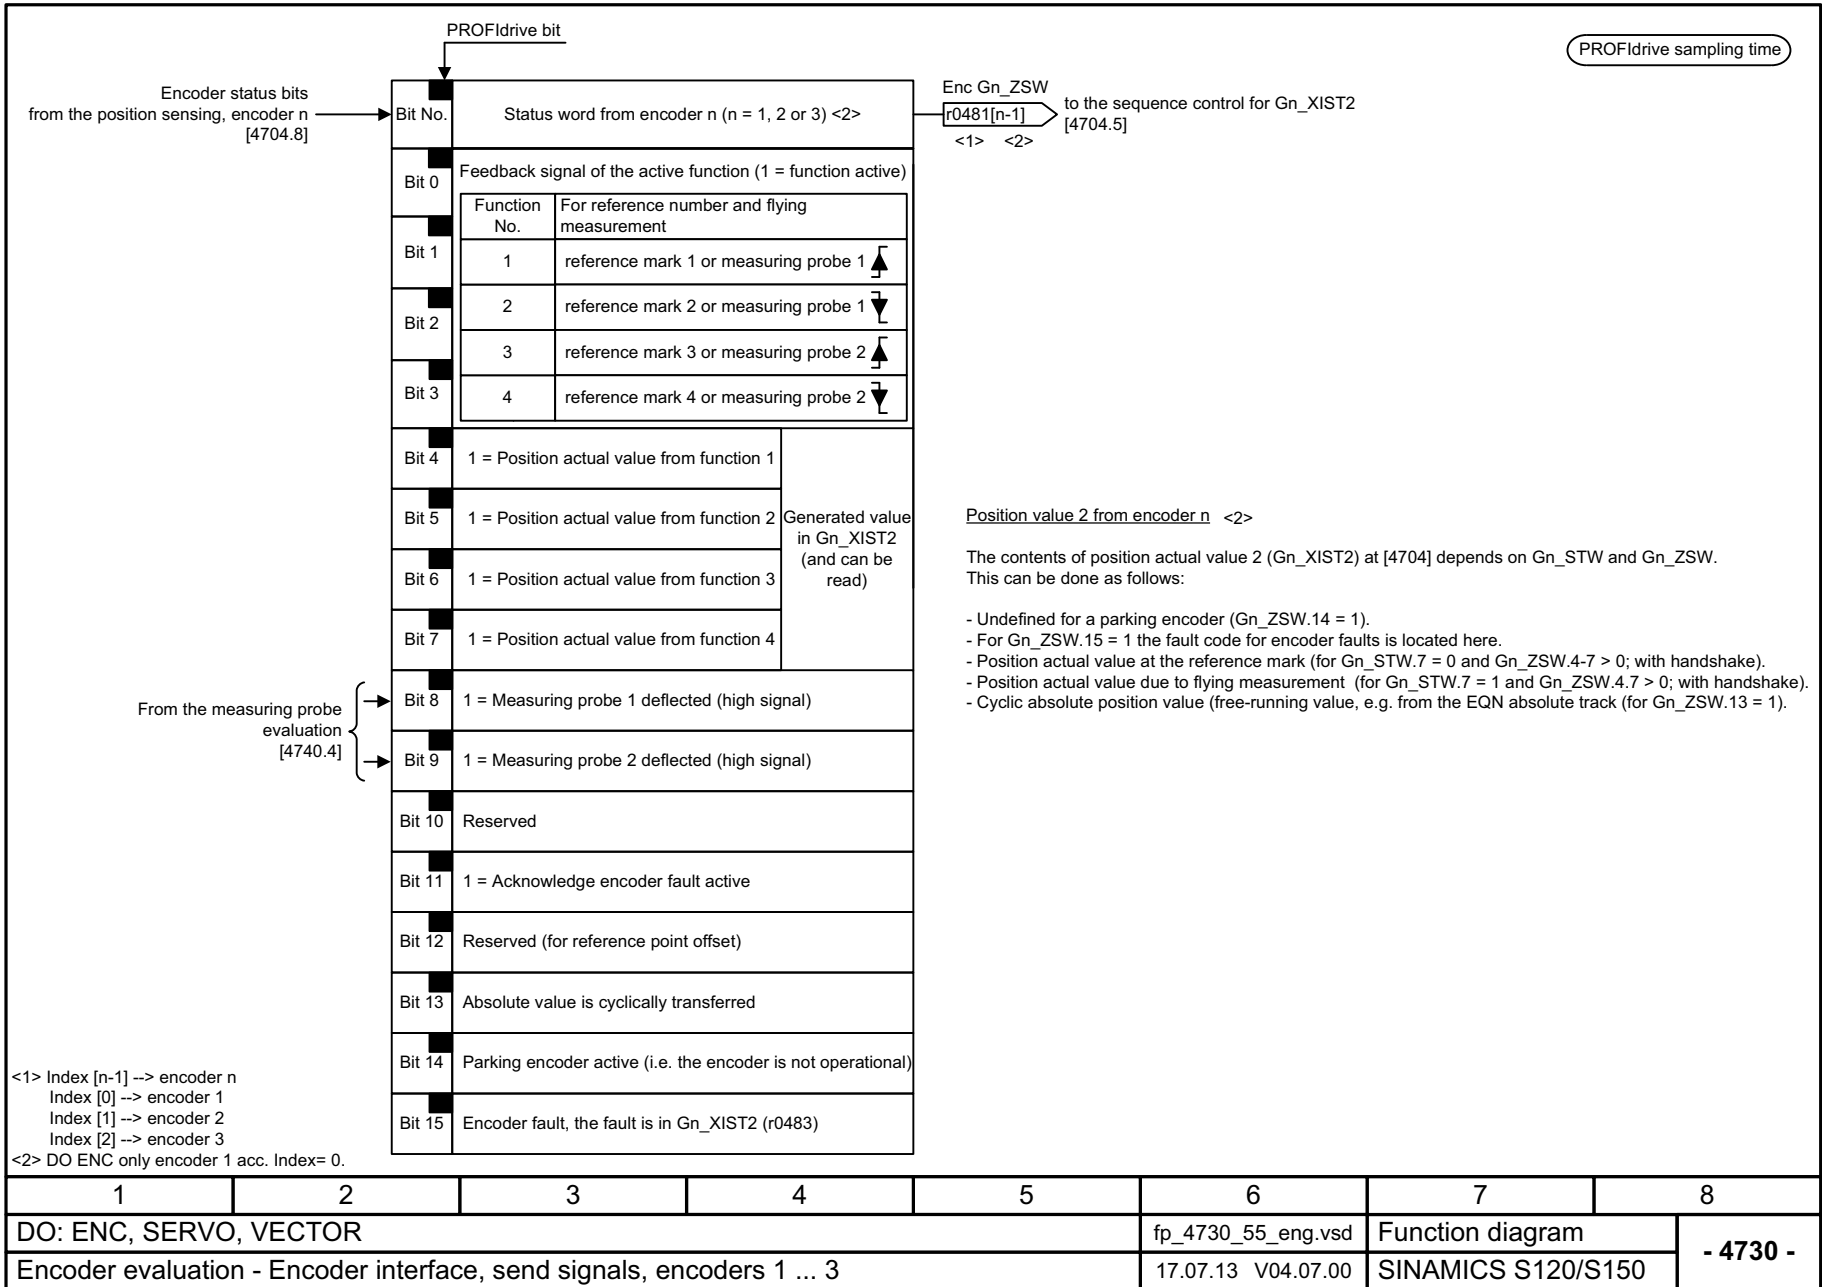 PROFIdrive bit
PROFIdrive sampling time
Encoder status bits
from the position sensing, encoder n
[4704.8]
Bit No.
Status word from encoder n (n = 1, 2 or 3) <2>
Enc Gn_ZSW
r0481[n-1]
<1> <2>
to the sequence control for Gn_XIST2
[4704.5]
Bit 0
Feedback signal of the active function (1 = function active)
Function No.
For reference number and flying measurement
Bit 1
1 reference mark 1 or measuring probe 1
Bit 2
2 reference mark 2 or measuring probe 1
3 reference mark 3 or measuring probe 2
Bit 3
4 reference mark 4 or measuring probe 2
Bit 4 1 = Position actual value from function 1
Bit 5 1 = Position actual value from function 2
Bit 6 1 = Position actual value from function 3
Bit 7 1 = Position actual value from function 4
Generated value
in Gn_XIST2
(and can be
read)
From the measuring probe
evaluation
[4740.4]
Bit 8 1 = Measuring probe 1 deflected (high signal)
Bit 9 1 = Measuring probe 2 deflected (high signal)
Bit 10 Reserved
Bit 11 1 = Acknowledge encoder fault active
Bit 12 Reserved (for reference point offset)
Bit 13 Absolute value is cyclically transferred
Bit 14 Parking encoder active (i.e. the encoder is not operational)
Bit 15 Encoder fault, the fault is in Gn_XIST2 (r0483)
Position value 2 from encoder n <2>
The contents of position actual value 2 (Gn_XIST2) at [4704] depends on Gn_STW and Gn_ZSW.
This can be done as follows:
- Undefined for a parking encoder (Gn_ZSW.14 = 1).
- For Gn_ZSW.15 = 1 the fault code for encoder faults is located here.
- Position actual value at the reference mark (for Gn_STW.7 = 0 and Gn_ZSW.4-7 > 0; with handshake).
- Position actual value due to flying measurement (for Gn_STW.7 = 1 and Gn_ZSW.4.7 > 0; with handshake).
- Cyclic absolute position value (free-running value, e.g. from the EQN absolute track (for Gn_ZSW.13 = 1).
<1> Index [n-1] --> encoder n
Index [0] --> encoder 1
Index [1] --> encoder 2
Index [2] --> encoder 3
<2> DO ENC only encoder 1 acc. Index= 0.
1 2 3 4 5 6 7 8
DO: ENC, SERVO, VECTOR
fp_4730_55_eng.vsd
Function diagram
- 4730 -
Encoder evaluation - Encoder interface, send signals, encoders 1 ... 3
17.07.13 V04.07.00
SINAMICS S120/S150